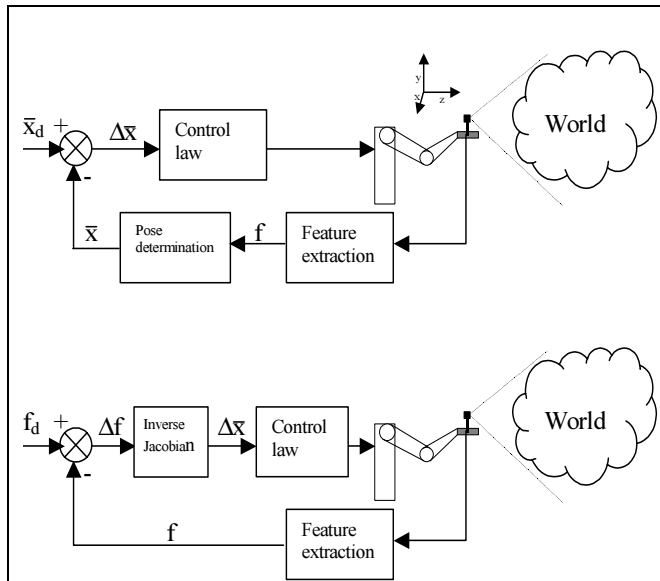 y
x
z
World
x̄d
+
Δx̄
Control
law
-
x̄
Pose
determination
f
Feature
extraction
World
fd
+
Δf
Inverse
Jacobian
Δx̄
Control
law
-
f
Feature
extraction